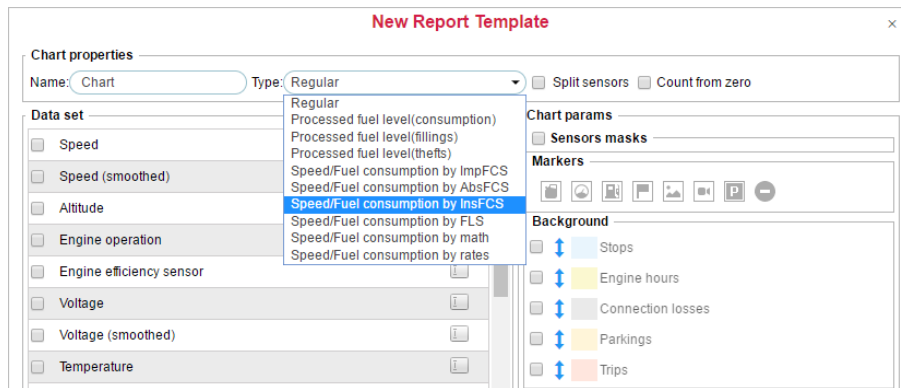 New Report Template
×
Chart properties
Name: Chart Type: Regular Split sensors Count from zero
Regular
Processed fuel level(consumption)
Processed fuel level(fillings)
Processed fuel level(thefts)
Speed/Fuel consumption by ImpFCS
Speed/Fuel consumption by AbsFCS
Speed/Fuel consumption by InsFCS
Speed/Fuel consumption by FLS
Speed/Fuel consumption by math
Speed/Fuel consumption by rates
Data set
Speed
Speed (smoothed)
Altitude
Engine operation
Engine efficiency sensor
Voltage
Voltage (smoothed)
Temperature
Chart params
Sensors masks
Markers
P
Background
Stops
Engine hours
Connection losses
Parkings
Trips